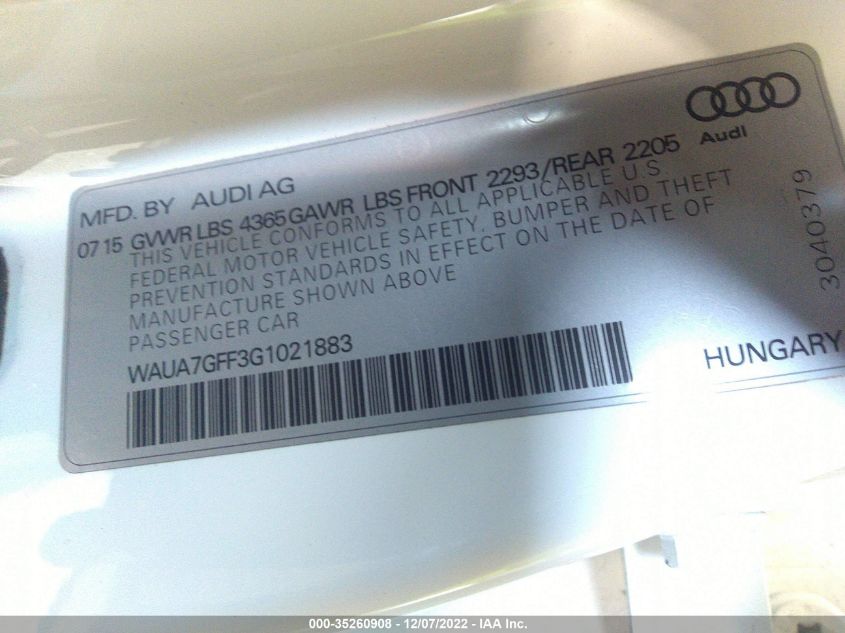 Audi
MFD. BY AUDI AG
07 15 GVWR LBS 4365 GAWR LBS FRONT 2293/REAR 2205
THIS VEHICLE CONFORMS TO ALL APPLICABLE U.S.
FEDERAL MOTOR VEHICLE SAFETY, BUMPER AND THEFT
PREVENTION STANDARDS IN EFFECT ON THE DATE OF
MANUFACTURE SHOWN ABOVE
PASSENGER CAR
WAUA7GFF3G1021883
HUNGARY
3040379
000-35260908 - 12/07/2022 - IAA Inc.